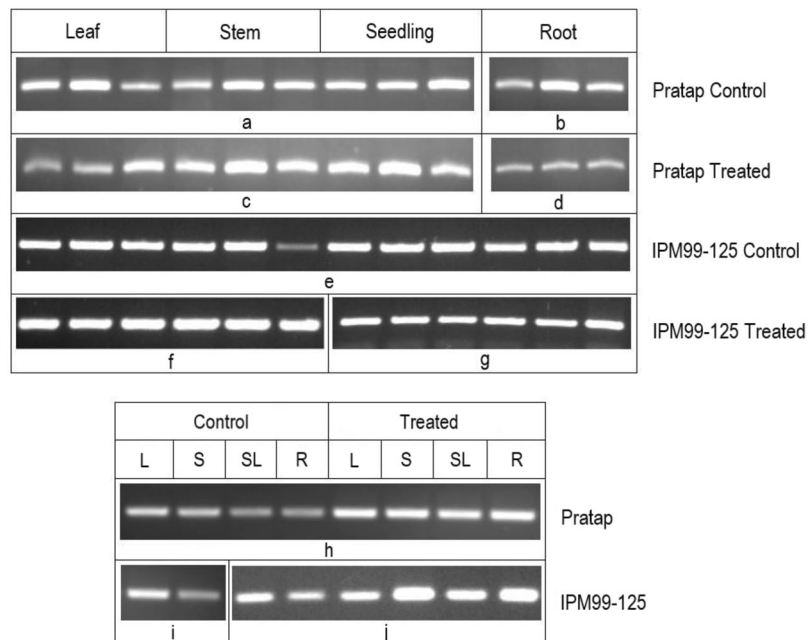 Leaf Stem Seedling Root
Pratap Control
a b
Pratap Treated
c d
IPM99-125 Control
e
IPM99-125 Treated
f g
Control Treated
L S SL R L S SL R
Pratap
h
IPM99-125
i j